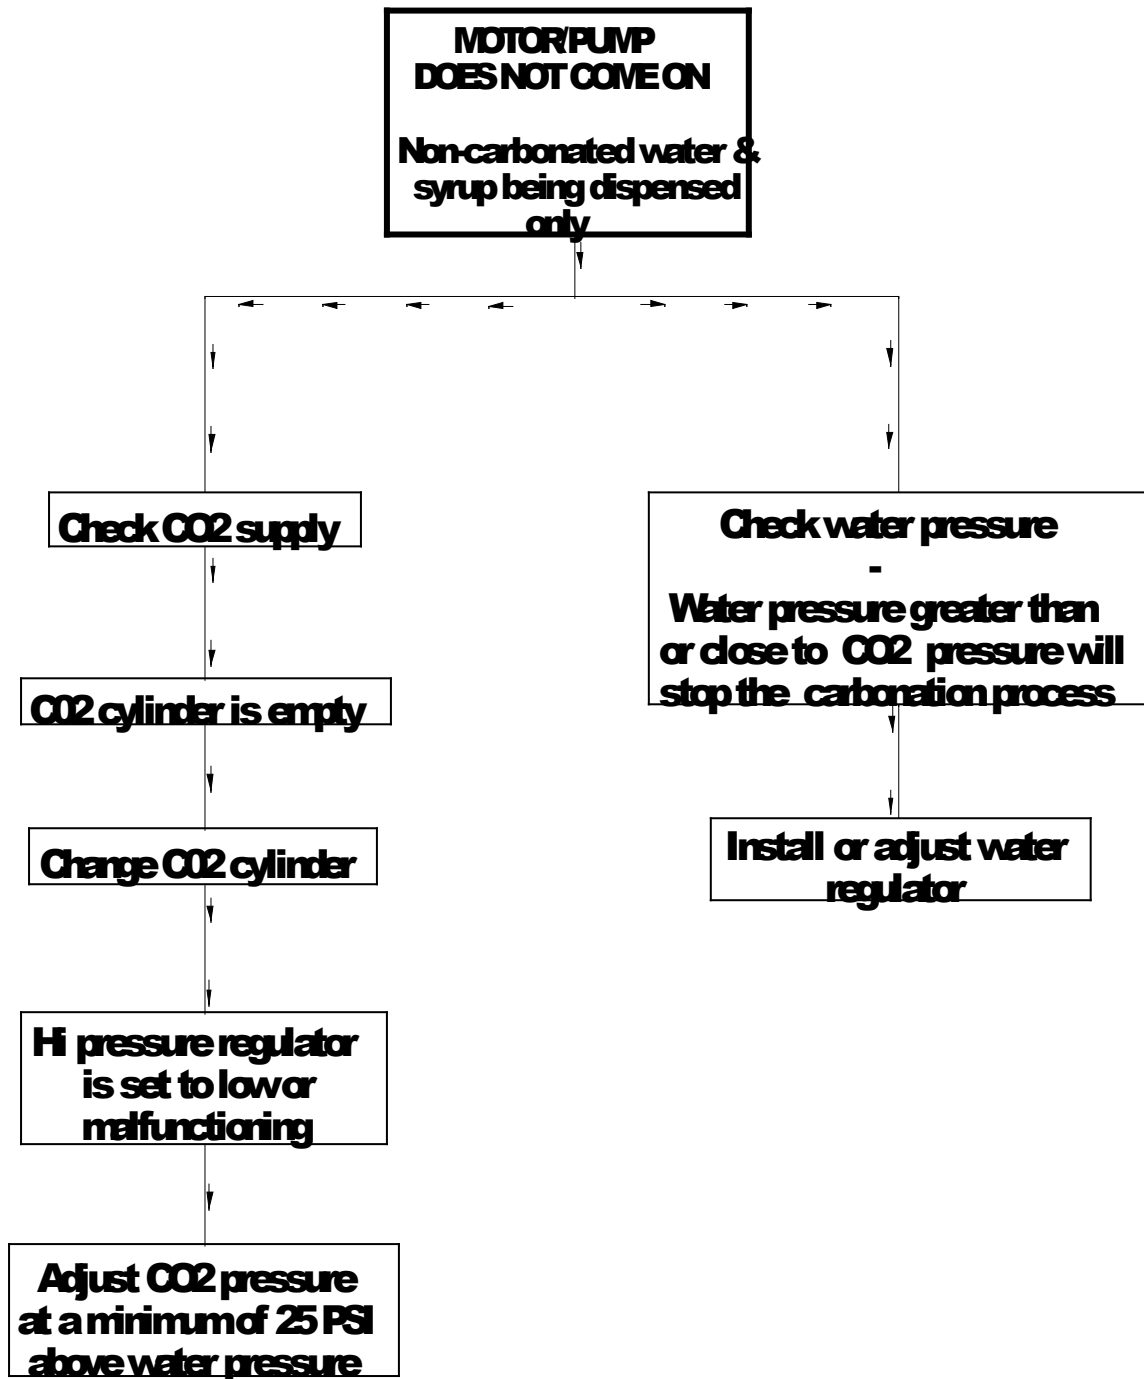 MOTOR/PUMP
DOES NOT COME ON
Non-carbonated water &
syrup being dispensed
only
Check CO2 supply
C02 cylinder is empty
Change C02 cylinder
Hi pressure regulator
is set to low or
malfunctioning
Adjust CO2 pressure
at a minimum of 25 PSI
above water pressure
Check water pressure
-
Water pressure greater than
or close to CO2 pressure will
stop the carbonation process
Install or adjust water
regulator